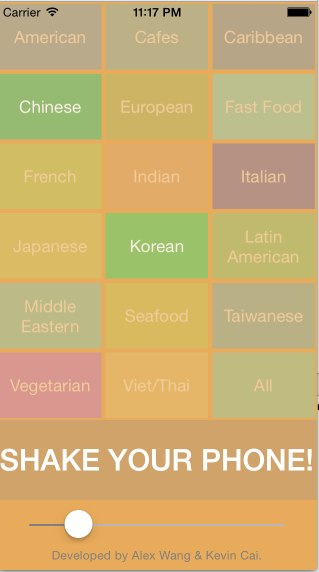 Carrier 11:17 PM
American Cafes Caribbean
Chinese European Fast Food
French Indian Italian
Japanese Korean Latin American
Middle Eastern Seafood Taiwanese
Vegetarian Viet/Thai All
SHAKE YOUR PHONE!
Developed by Alex Wang & Kevin Cai.